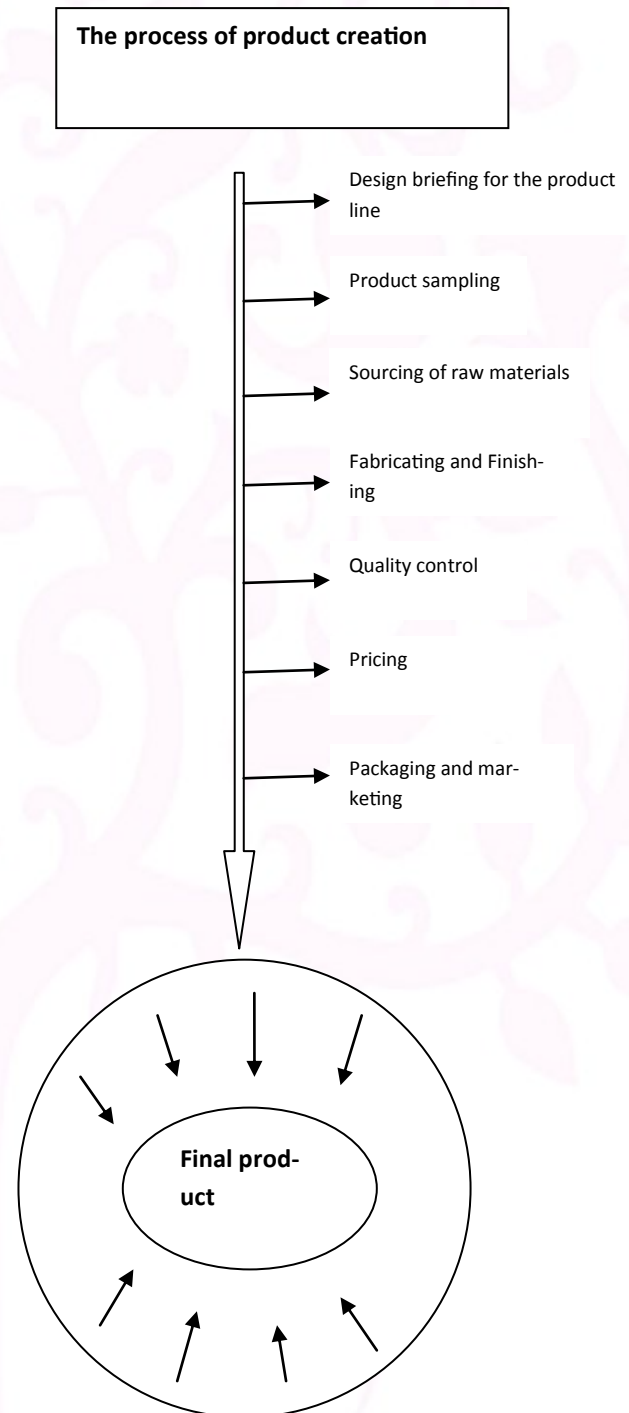 The process of product creation
Design briefing for the product
line
Product sampling
Sourcing of raw materials
Fabricating and Finish-
ing
Quality control
Pricing
Packaging and mar-
keting
Final prod-
uct